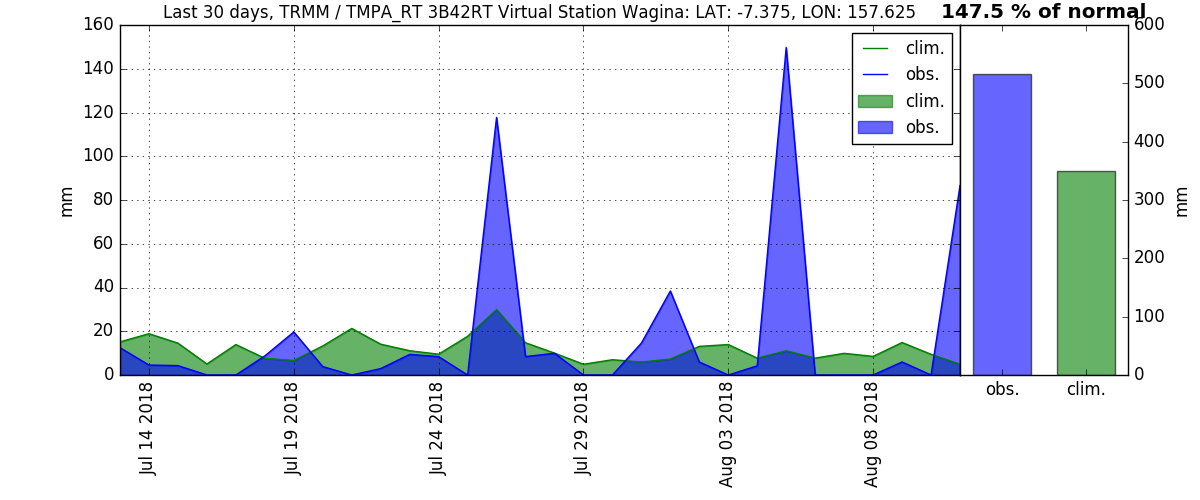 Last 30 days, TRMM / TMPA_RT 3B42RT Virtual Station Wagina: LAT: -7.375, LON: 157.625
147.5 % of normal
160
140
120
100
80
60
40
20
0
mm
Jul 14 2018
Jul 19 2018
Jul 24 2018
Jul 29 2018
Aug 03 2018
Aug 08 2018
clim.
obs.
clim.
obs.
600
500
400
300
200
100
0
mm
obs.
clim.